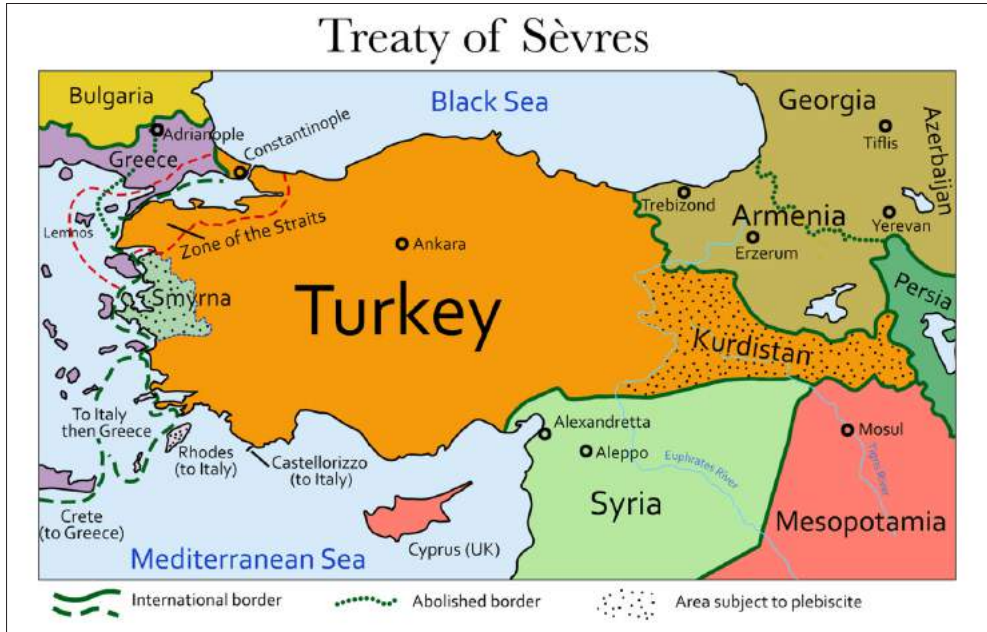 Treaty of Sèvres
Bulgaria
Black Sea
Georgia
Azerbaijan
Adrianople
Constantinople
Greece
Tiflis
Trebizond
Armenia
Yerevan
Lemnos
Zone of the Straits
Ankara
Erzerum
Smyrna
Turkey
Persia
Kurdistan
To Italy
then Greece
Rhodes
(to Italy)
Castellorizzo
(to Italy)
Alexandretta
Aleppo
Euphrates River
Mosul
Tigris River
Syria
Mesopotamia
Crete
(to Greece)
Cyprus (UK)
Mediterranean Sea
International border
Abolished border
Area subject to plebiscite